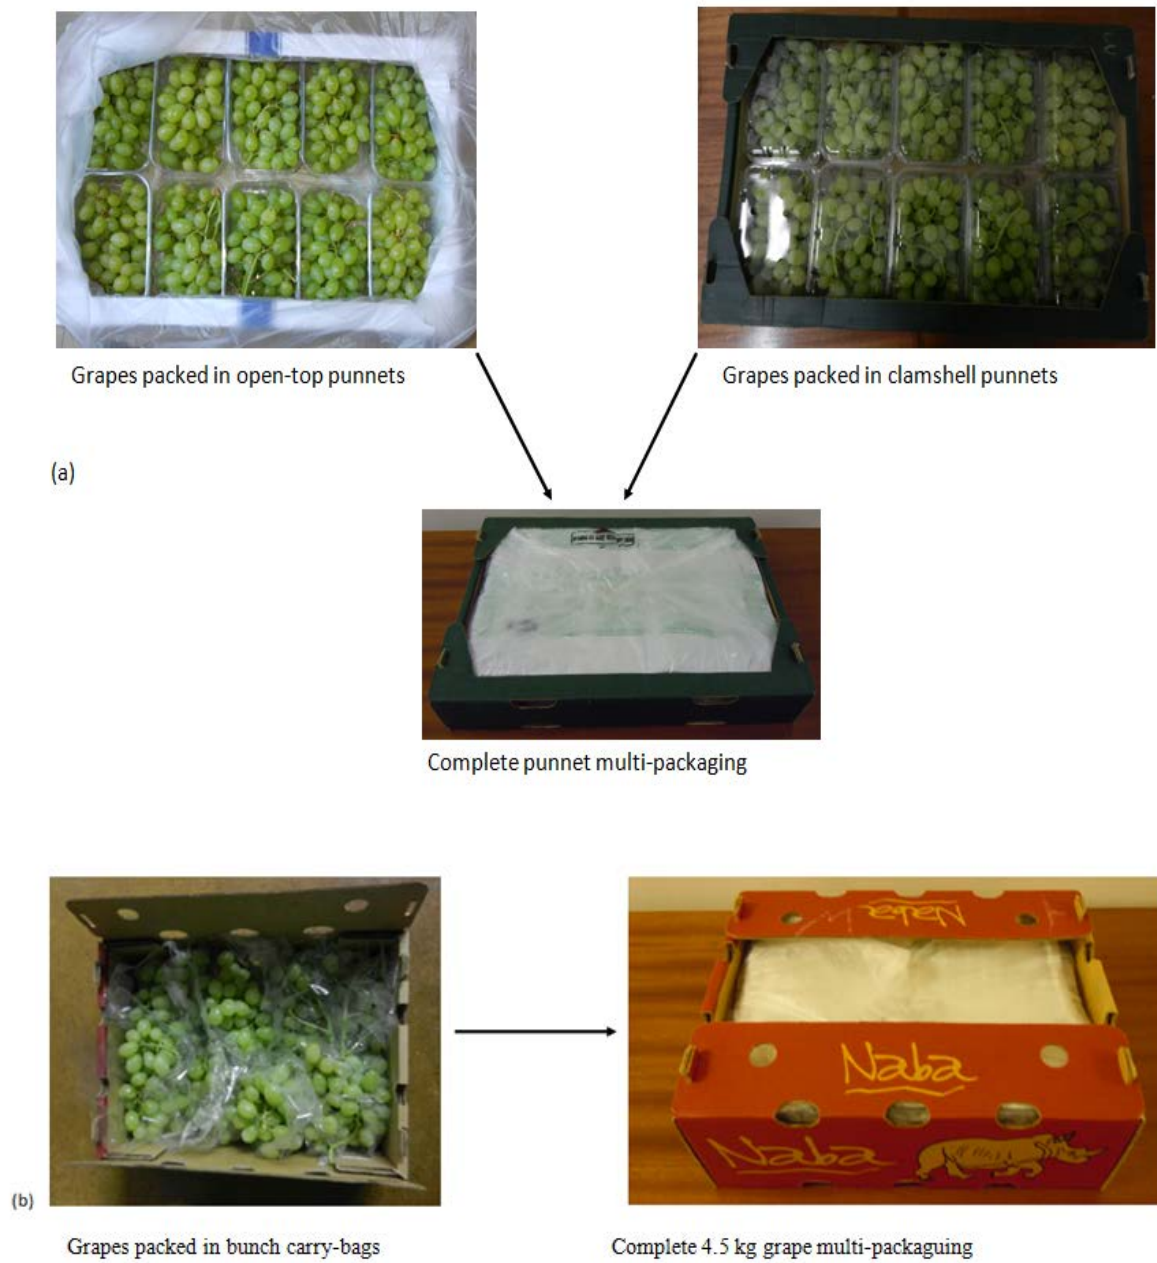 Grapes packed in open-top punnets
Grapes packed in clamshell punnets
(a)
Complete punnet multi-packaging
Naba
Naba
Naba
(b)
Grapes packed in bunch carry-bags
Complete 4.5 kg grape multi-packaguing